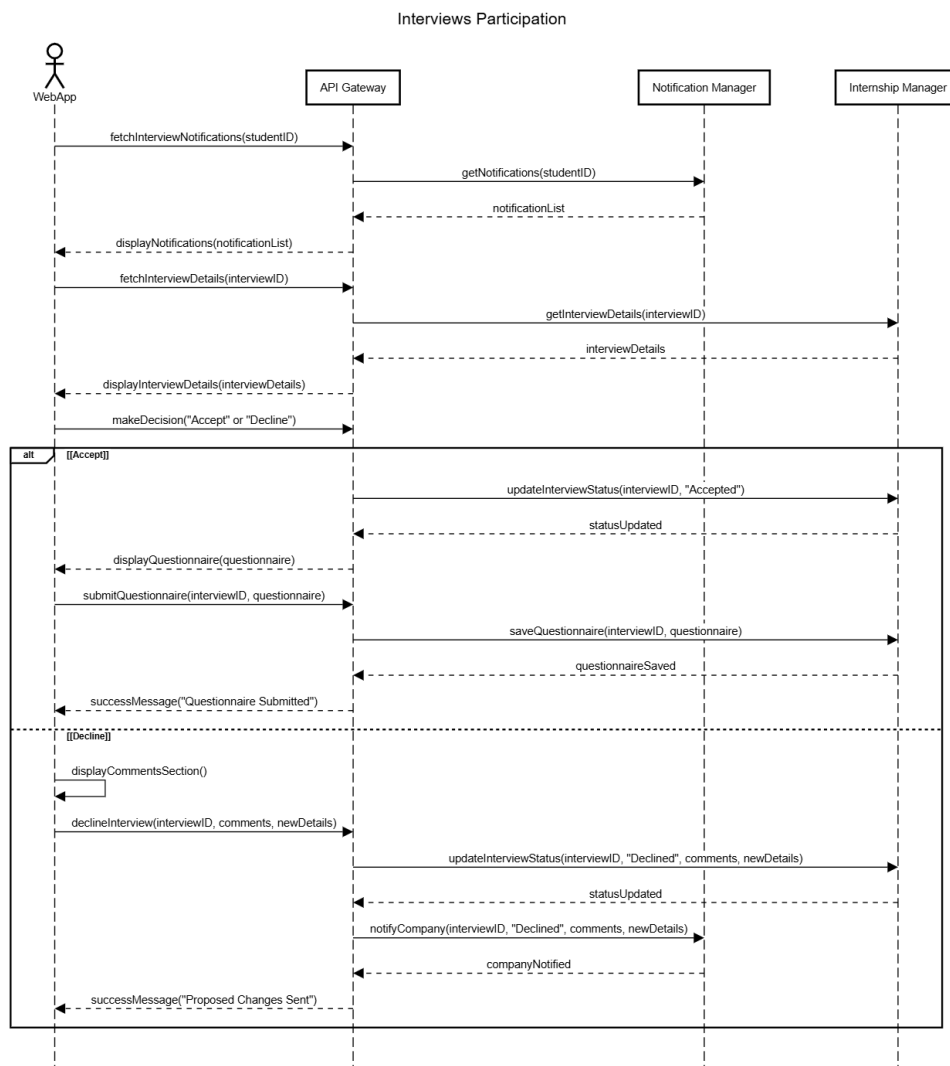 Interviews Participation
WebApp
API Gateway
Notification Manager
Internship Manager
fetchInterviewNotifications(studentID)
getNotifications(studentID)
notificationList
displayNotifications(notificationList)
fetchInterviewDetails(interviewID)
getInterviewDetails(interviewID)
interviewDetails
displayInterviewDetails(interviewDetails)
makeDecision("Accept" or "Decline")
alt [[Accept]]
updateInterviewStatus(interviewID, "Accepted")
statusUpdated
displayQuestionnaire(questionnaire)
submitQuestionnaire(interviewID, questionnaire)
saveQuestionnaire(interviewID, questionnaire)
questionnaireSaved
successMessage("Questionnaire Submitted")
[[Decline]]
displayCommentsSection()
declineInterview(interviewID, comments, newDetails)
updateInterviewStatus(interviewID, "Declined", comments, newDetails)
statusUpdated
notifyCompany(interviewID, "Declined", comments, newDetails)
companyNotified
successMessage("Proposed Changes Sent")